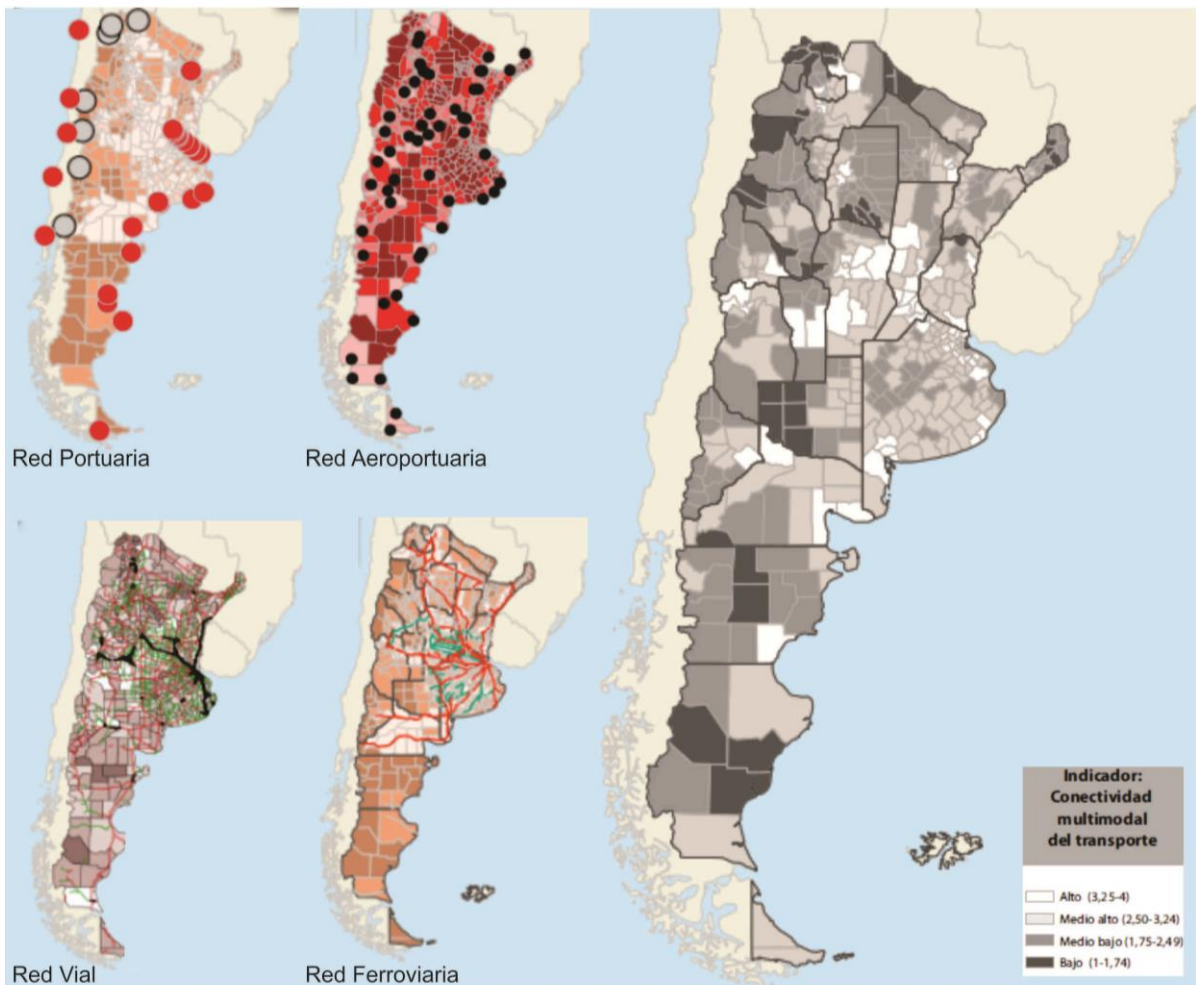 Red Portuaria
Red Aeroportuaria
Red Vial
Red Ferroviaria
Indicador:
Conectividad
multimodal
del transporte
Alto (3,25-4)
Medio alto (2,50-3,24)
Medio bajo (1,75-2,49)
Bajo (1-1,74)